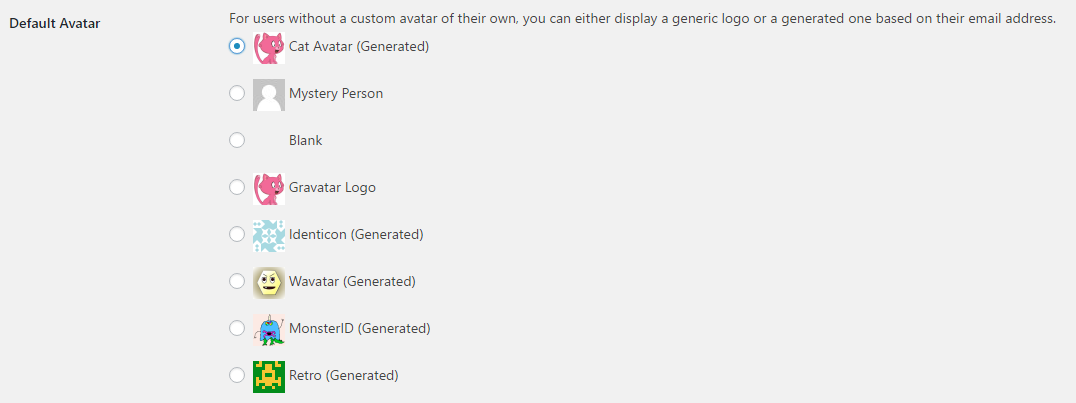 Default Avatar
For users without a custom avatar of their own, you can either display a generic logo or a generated one based on their email address.
Cat Avatar (Generated)
Mystery Person
Blank
Gravatar Logo
Identicon (Generated)
Wavatar (Generated)
MonsterID (Generated)
Retro (Generated)